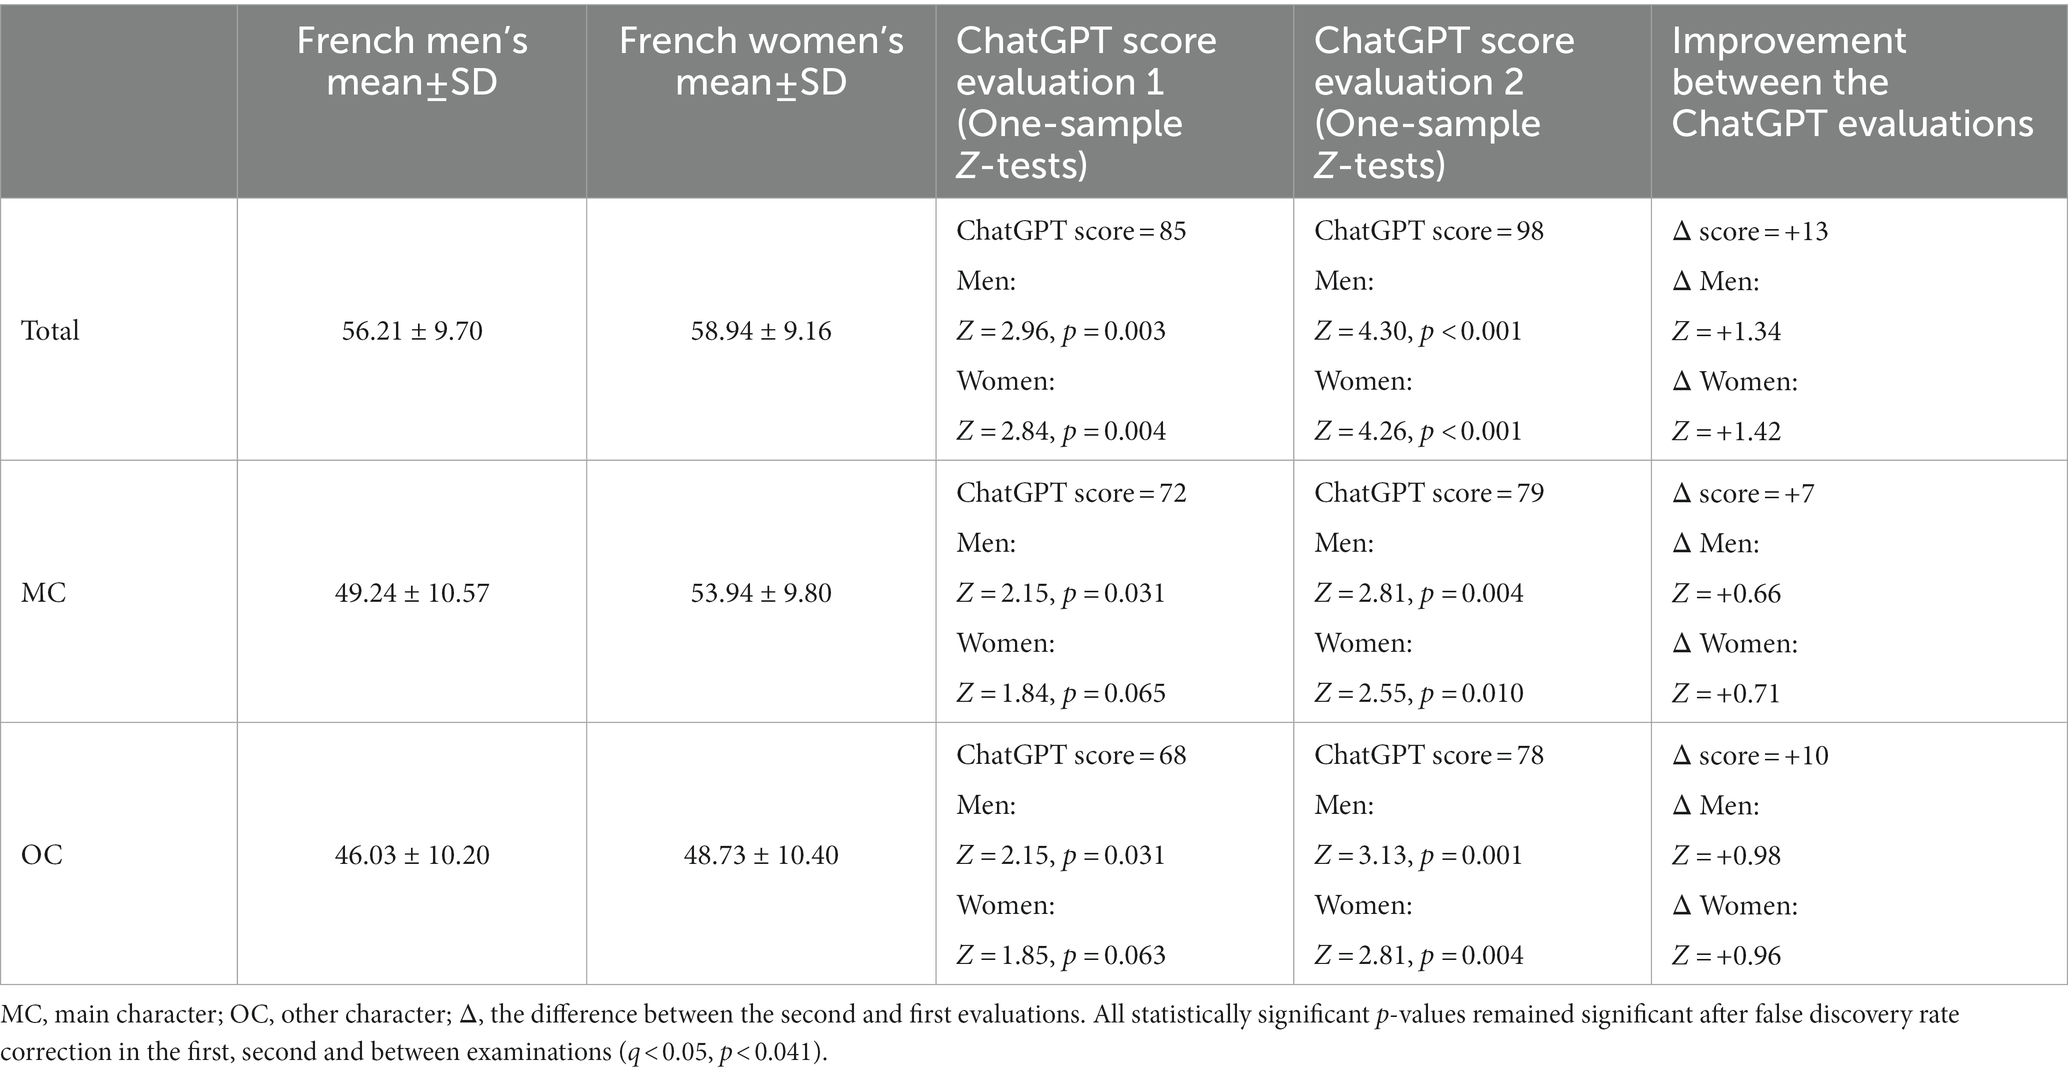 French men's
mean±SD
French women's
mean±SD
ChatGPT score
evaluation 1
(One-sample
Z-tests)
ChatGPT score
evaluation 2
(One-sample
Z-tests)
Improvement
between the
ChatGPT evaluations
Total
56.21 ± 9.70
58.94 ± 9.16
ChatGPT score = 85
Men:
Z = 2.96, p = 0.003
Women:
Z = 2.84, p = 0.004
ChatGPT score = 98
Men:
Z = 4.30, p < 0.001
Women:
Z = 4.26, p < 0.001
Δ score = +13
Δ Men:
Z = +1.34
Δ Women:
Z = +1.42
MC
49.24 ± 10.57
53.94 ± 9.80
ChatGPT score = 72
Men:
Z = 2.15, p = 0.031
Women:
Z = 1.84, p = 0.065
ChatGPT score = 79
Men:
Z = 2.81, p = 0.004
Women:
Z = 2.55, p = 0.010
Δ score = +7
Δ Men:
Z = +0.66
Δ Women:
Z = +0.71
OC
46.03 ± 10.20
48.73 ± 10.40
ChatGPT score = 68
Men:
Z = 2.15, p = 0.031
Women:
Z = 1.85, p = 0.063
ChatGPT score = 78
Men:
Z = 3.13, p = 0.001
Women:
Z = 2.81, p = 0.004
Δ score = +10
Δ Men:
Z = +0.98
Δ Women:
Z = +0.96
MC, main character; OC, other character; Δ, the difference between the second and first evaluations. All statistically significant p-values remained significant after false discovery rate
correction in the first, second and between examinations (q < 0.05, p < 0.041).